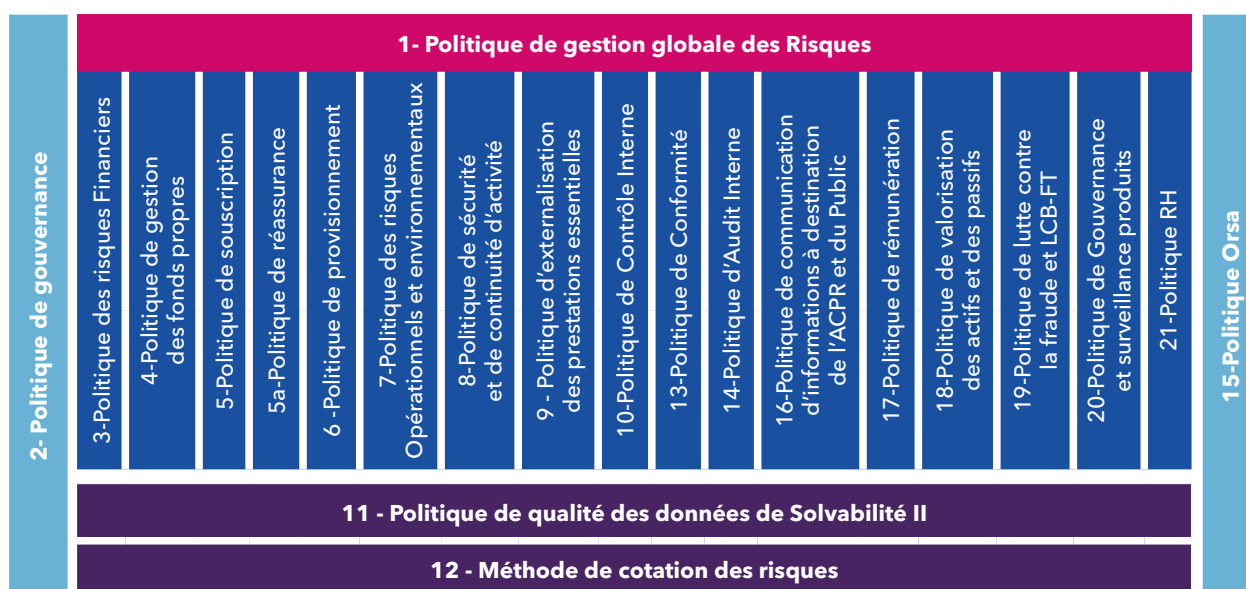 1- Politique de gestion globale des Risques
2- Politique de gouvernance
3-Politique des risques Financiers
4-Politique de gestion
des fonds propres
5-Politique de souscription
5a-Politique de réassurance
6 -Politique de provisionnement
7-Politique des risques
Opérationnels et environnementaux
8-Politique de sécurité
et de continuité d'activité
9 - Politique d'externalisation
des prestations essentielles
10-Politique de Contrôle Interne
13-Politique de Conformité
14-Politique d'Audit Interne
16-Politique de communication
d'informations à destination
de l'ACPR et du Public
17-Politique de rémunération
18-Politique de valorisation
des actifs et des passifs
19-Politique de lutte contre
la fraude et LCB-FT
20-Politique de Gouvernance
et surveillance produits
21-Politique RH
15-Politique Orsa
11 - Politique de qualité des données de Solvabilité II
12 - Méthode de cotation des risques